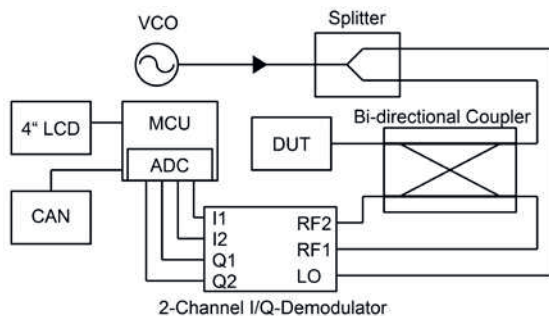 VCO
Splitter
4“ LCD
MCU
ADC
DUT
Bi-directional Coupler
CAN
I1
I2
Q1
Q2
RF2
RF1
LO
2-Channel I/Q-Demodulator